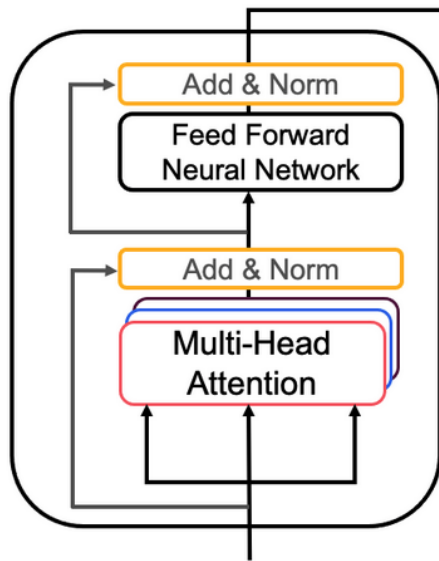 Add & Norm
Feed Forward
Neural Network
Add & Norm
Multi-Head
Attention